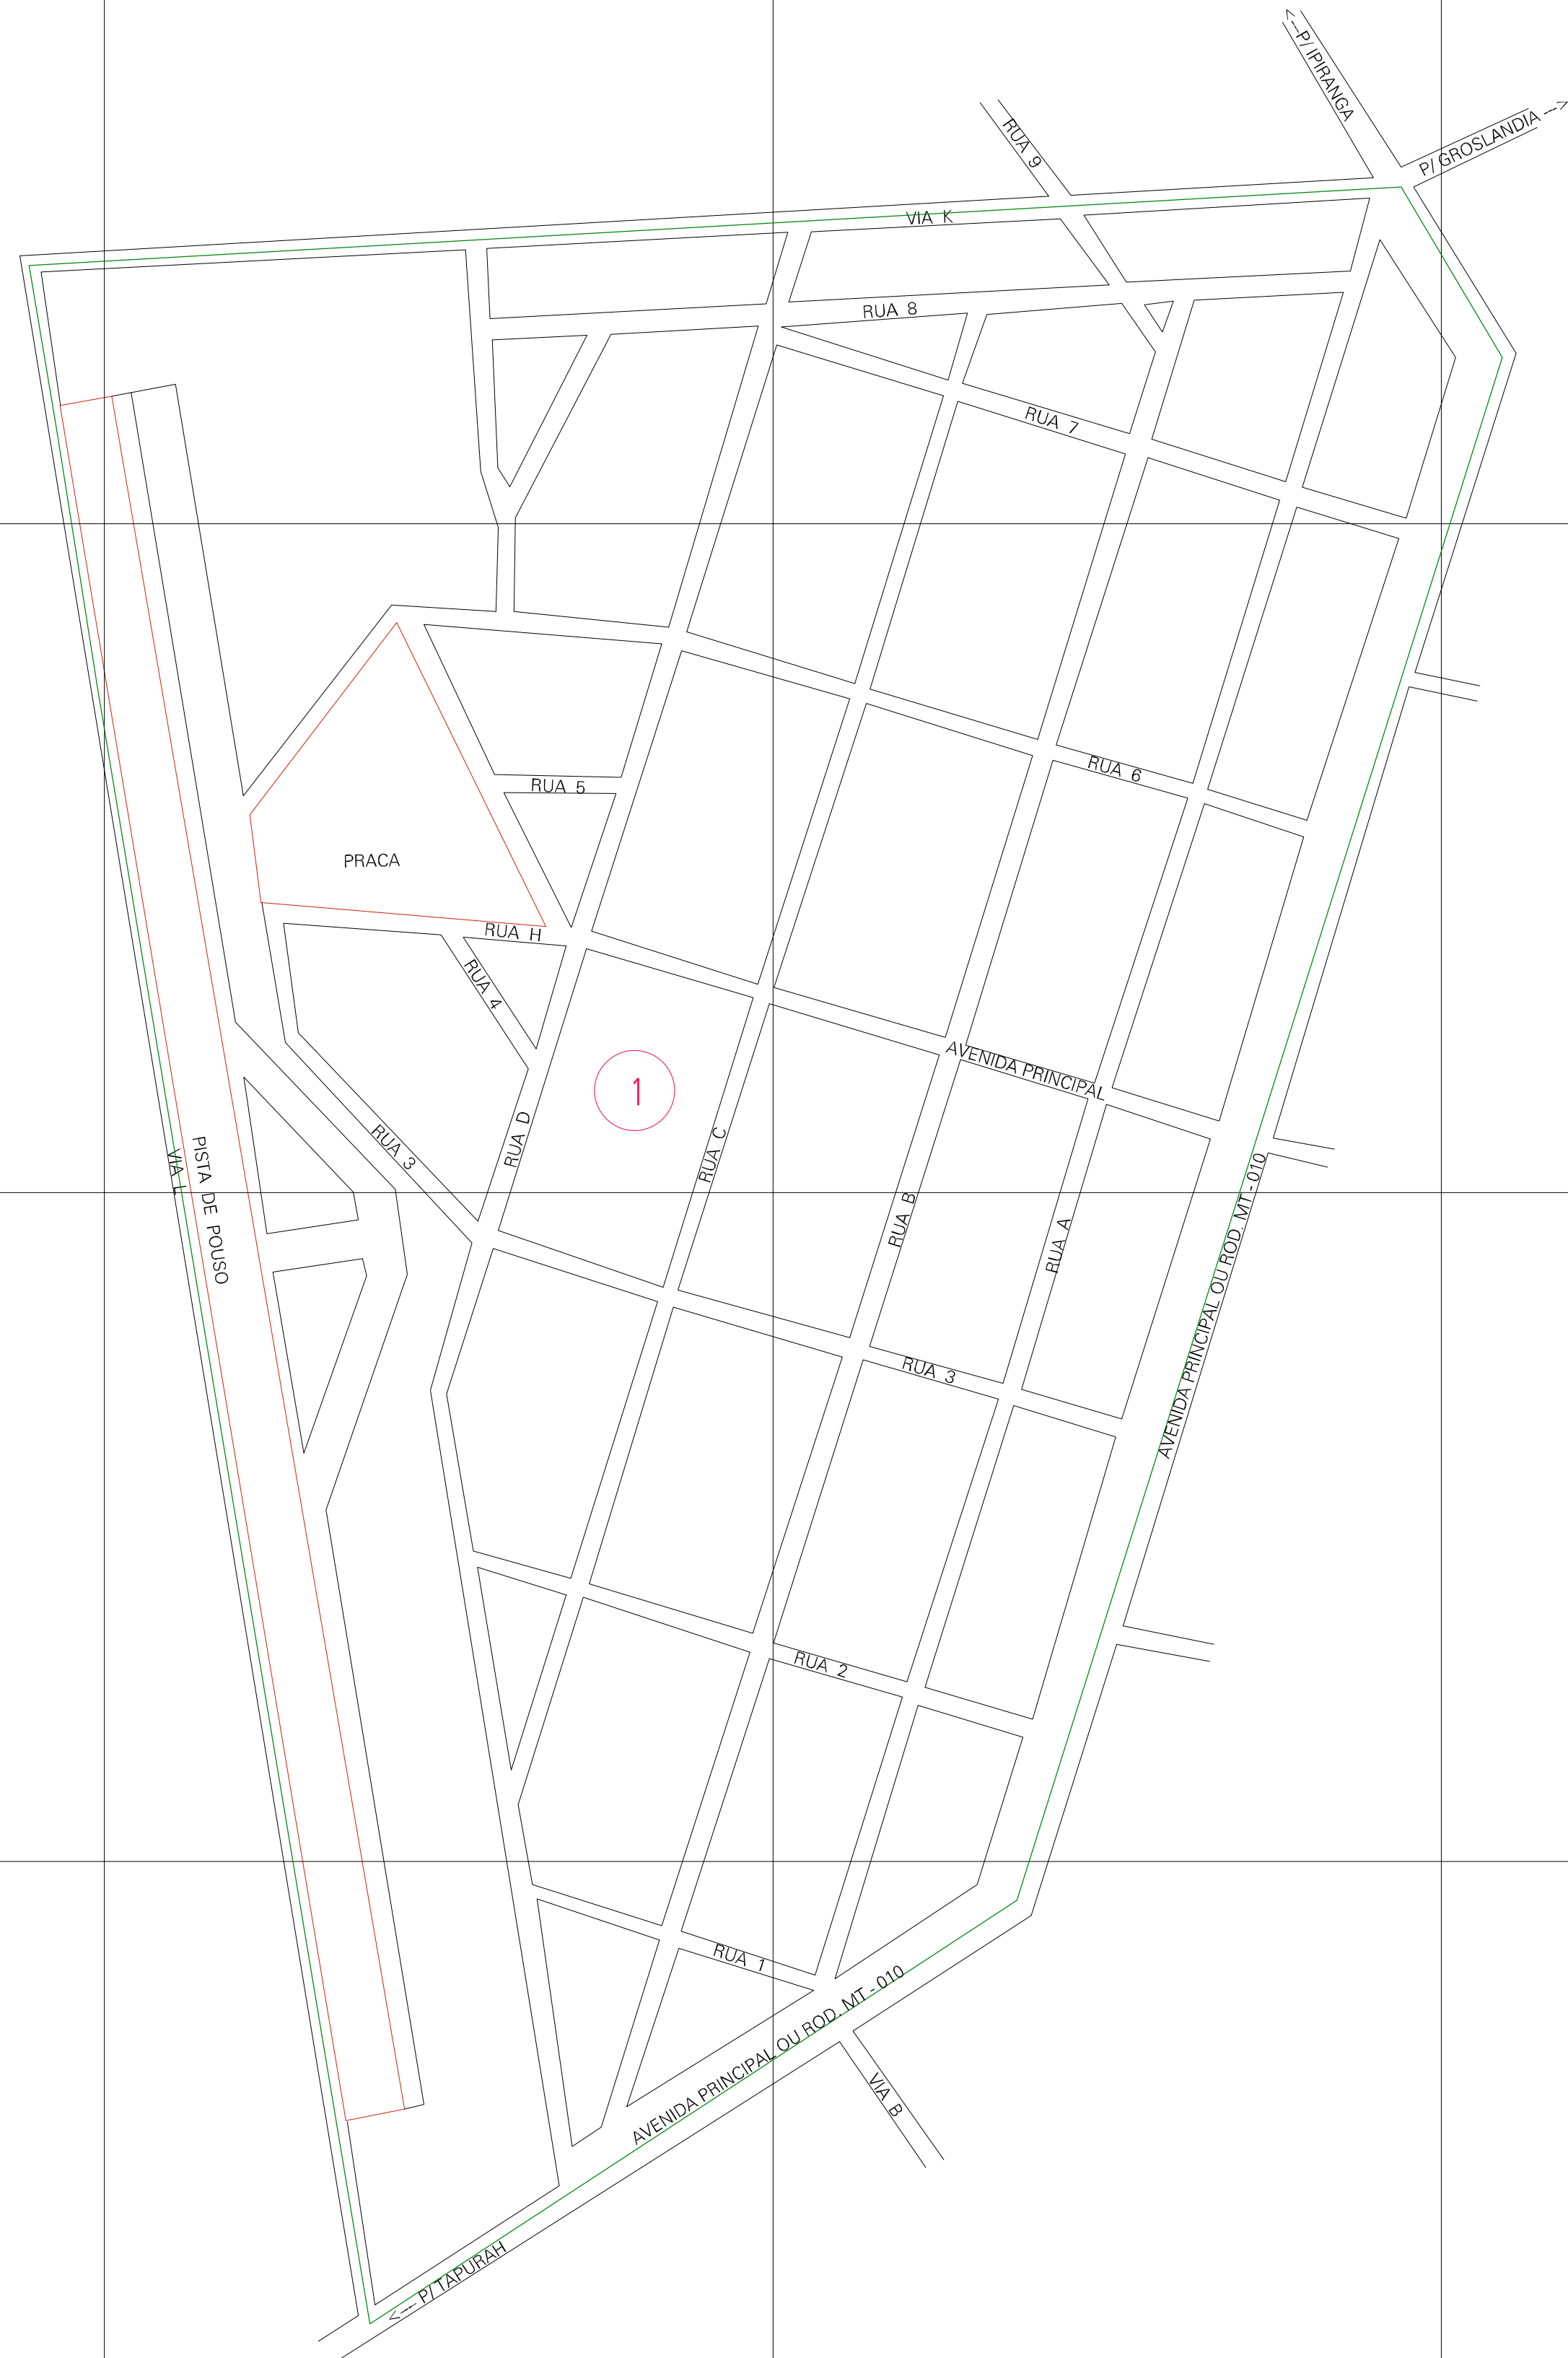 <---P/ IPIRANGA
P/ GROSLANDIA --->
RUA 9
VIA K
RUA 8
RUA 7
RUA 6
RUA 5
PRACA
RUA H
RUA 4
AVENIDA PRINCIPAL
1
RUA D
RUA 3
RUA C
VIA L
PISTA DE POUSO
RUA B
RUA A
AVENIDA PRINCIPAL OU ROD. MT - 010
RUA 3
RUA 2
RUA 1
AVENIDA PRINCIPAL OU ROD. MT - 010
VIA B
<--- P/ TAPURAH